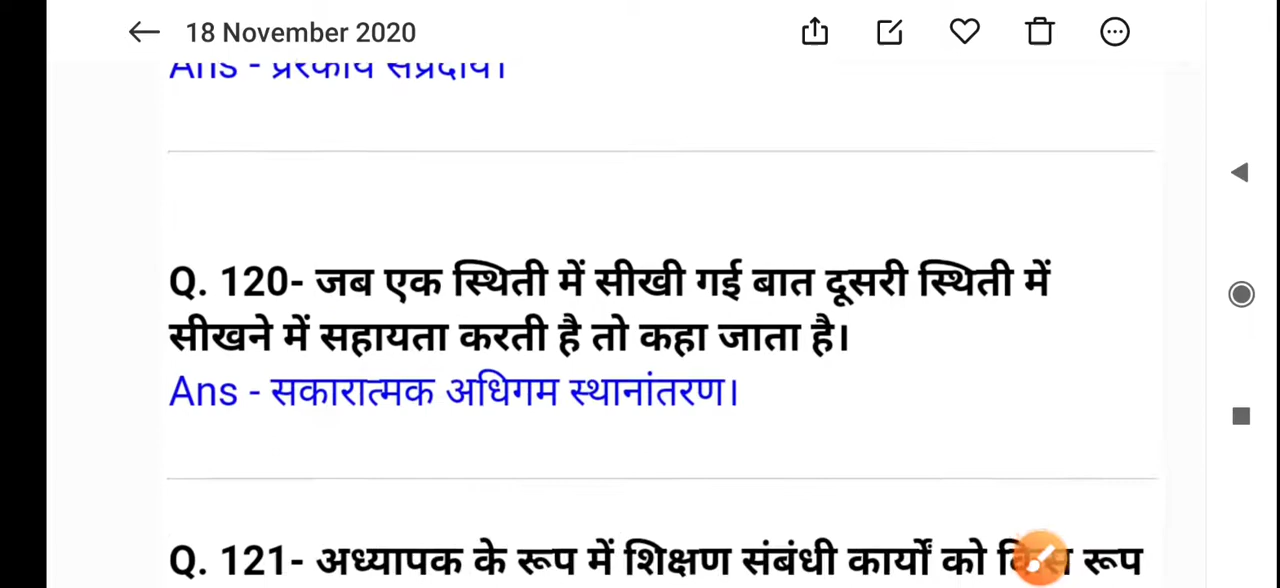 18 November 2020
Ans -
Q. 120- जब एक स्थिती में सीखी गई बात दूसरी स्थिती में
सीखने में सहायता करती है तो कहा जाता है।
Ans - सकारात्मक अधिगम स्थानांतरण।
Q. 121- अध्यापक के रूप में शिक्षण संबंधी कार्यों को रूप